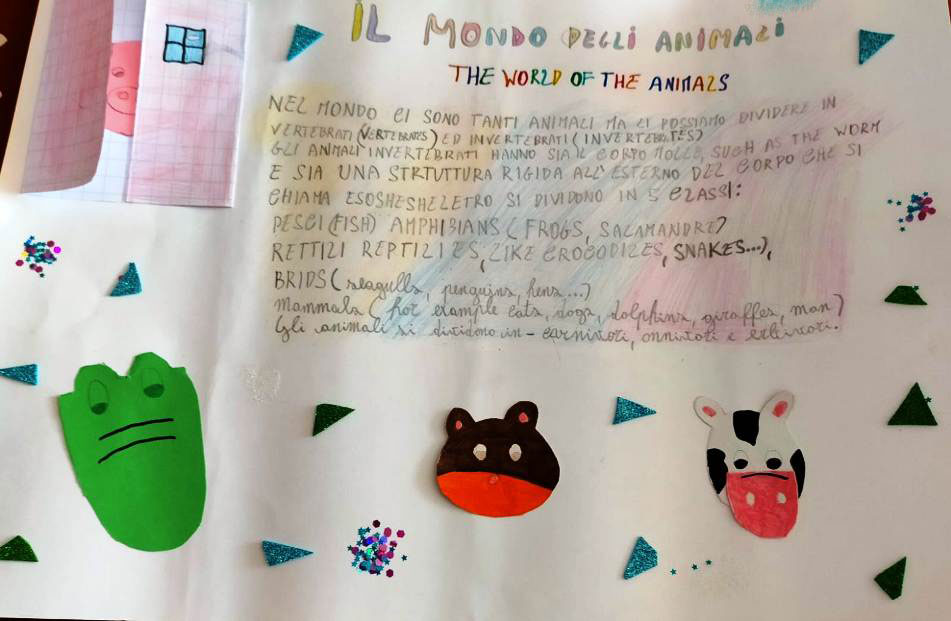 IL MONDO DEGLI ANIMALI
THE WORLD OF THE ANIMALS
NEL MONDO CI SONO TANTI ANIMALI MA LI POSSIAMO DIVIDERE IN
VERTEBRATI (VERTEBRATES) ED INVERTEBRATI (INVERTEBRATES)
GLI ANIMALI INVERTEBRATI HANNO SIA IL CORPO MOLLE, SUCH AS THE WORM
E SIA UNA STRTUTTURA RIGIDA ALL'ESTERNO DEL CORPO CHE SI
CHIAMA ESOSHESHELETRO SI DIVIDONO IN 5 CLASSI:
PESCI (FISH) AMPHIBIANS (FROGS, SALAMANDRE)
RETTILI REPTILIES, LIKE CROCODILES, SNAKES...),
BRIDS (seagulls, penguins, hens...)
Mammals (for example cats, dogs, dolphins, giraffes, man)
Gli animali si dividono in - carnivori, onnivori e erbivori.